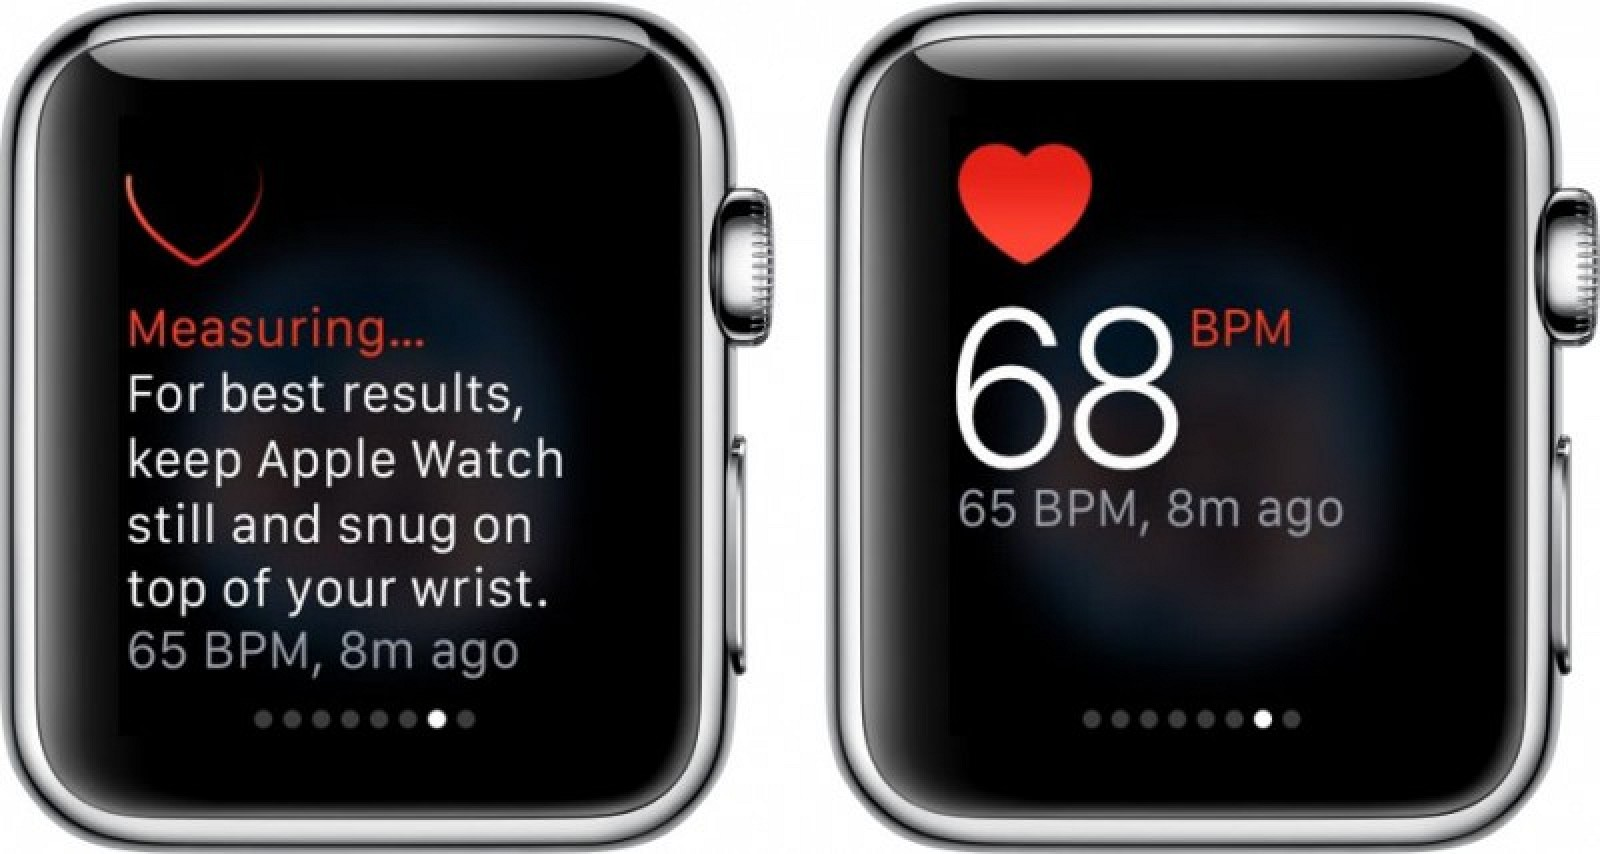 Measuring...
For best results,
keep Apple Watch
still and snug on
top of your wrist.
65 BPM, 8m ago
68 BPM
65 BPM, 8m ago